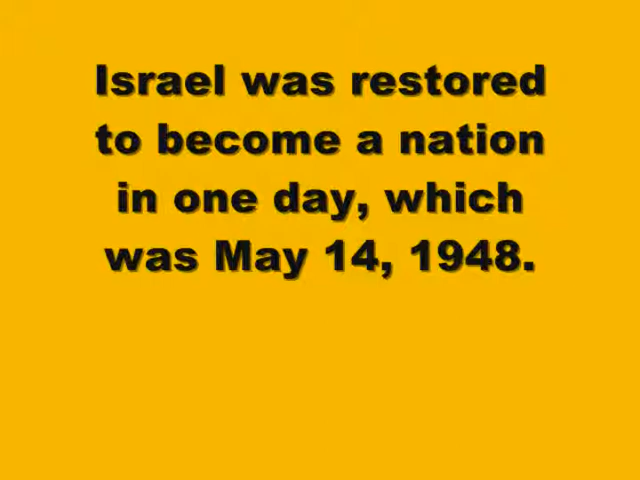 Israel was restored
to become a nation
in one day, which
was May 14, 1948.